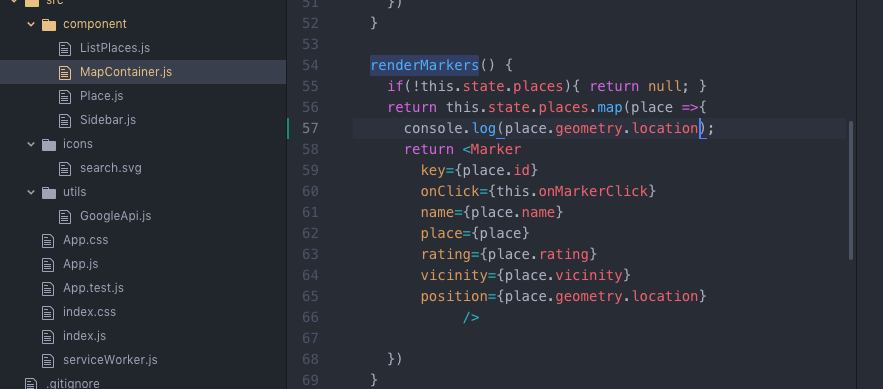 src
component
ListPlaces.js
MapContainer.js
Place.js
Sidebar.js
icons
search.svg
utils
GoogleApi.js
App.css
App.js
App.test.js
index.css
index.js
serviceWorker.js
.gitignore
51 })
52 }
53
54 renderMarkers() {
55 if(!this.state.places){ return null; }
56 return this.state.places.map(place =>{
57 console.log(place.geometry.location);
58 return <Marker
59 key={place.id}
60 onClick={this.onMarkerClick}
61 name={place.name}
62 place={place}
63 rating={place.rating}
64 vicinity={place.vicinity}
65 position={place.geometry.location}
66 />
67
68 })
69 }